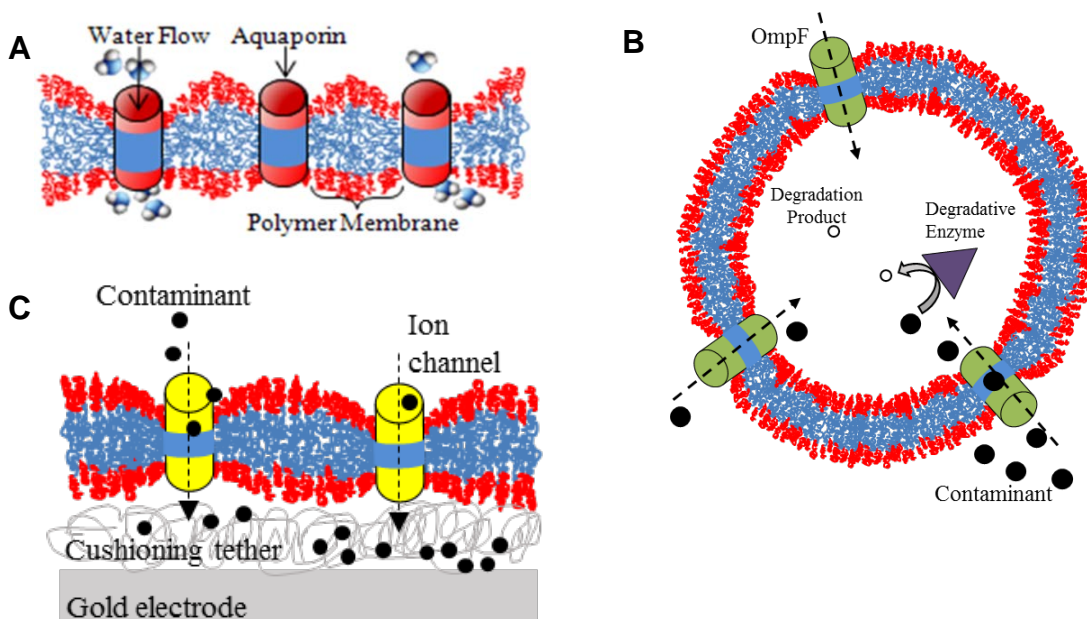 A
Water Flow
Aquaporin
Polymer Membrane
B
OmpF
Degradation
Product
Degradative
Enzyme
Contaminant
C
Contaminant
Ion
channel
Cushioning tether
Gold electrode